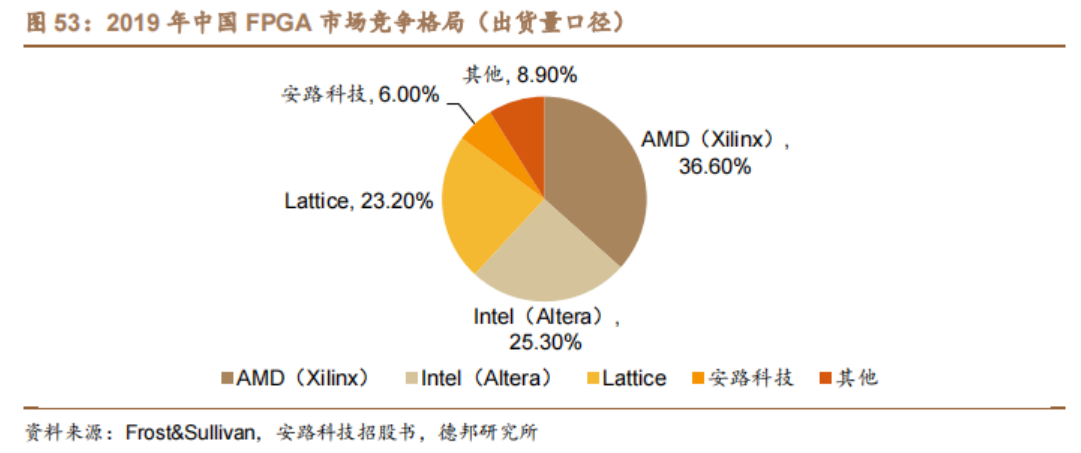 图 53：2019 年中国 FPGA 市场竞争格局（出货量口径）
其他, 8.90%
安路科技, 6.00%
AMD（Xilinx）,
36.60%
Lattice, 23.20%
Intel（Altera）,
25.30%
AMD（Xilinx） Intel（Altera） Lattice 安路科技 其他
资料来源：Frost&Sullivan，安路科技招股书，德邦研究所